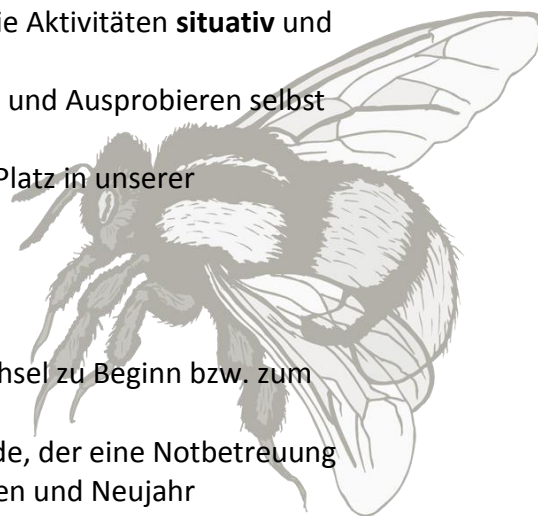 ie Aktivitäten situativ und
und Ausprobieren selbst
Platz in unserer
hsel zu Beginn bzw. zum
de, der eine Notbetreuung
en und Neujahr